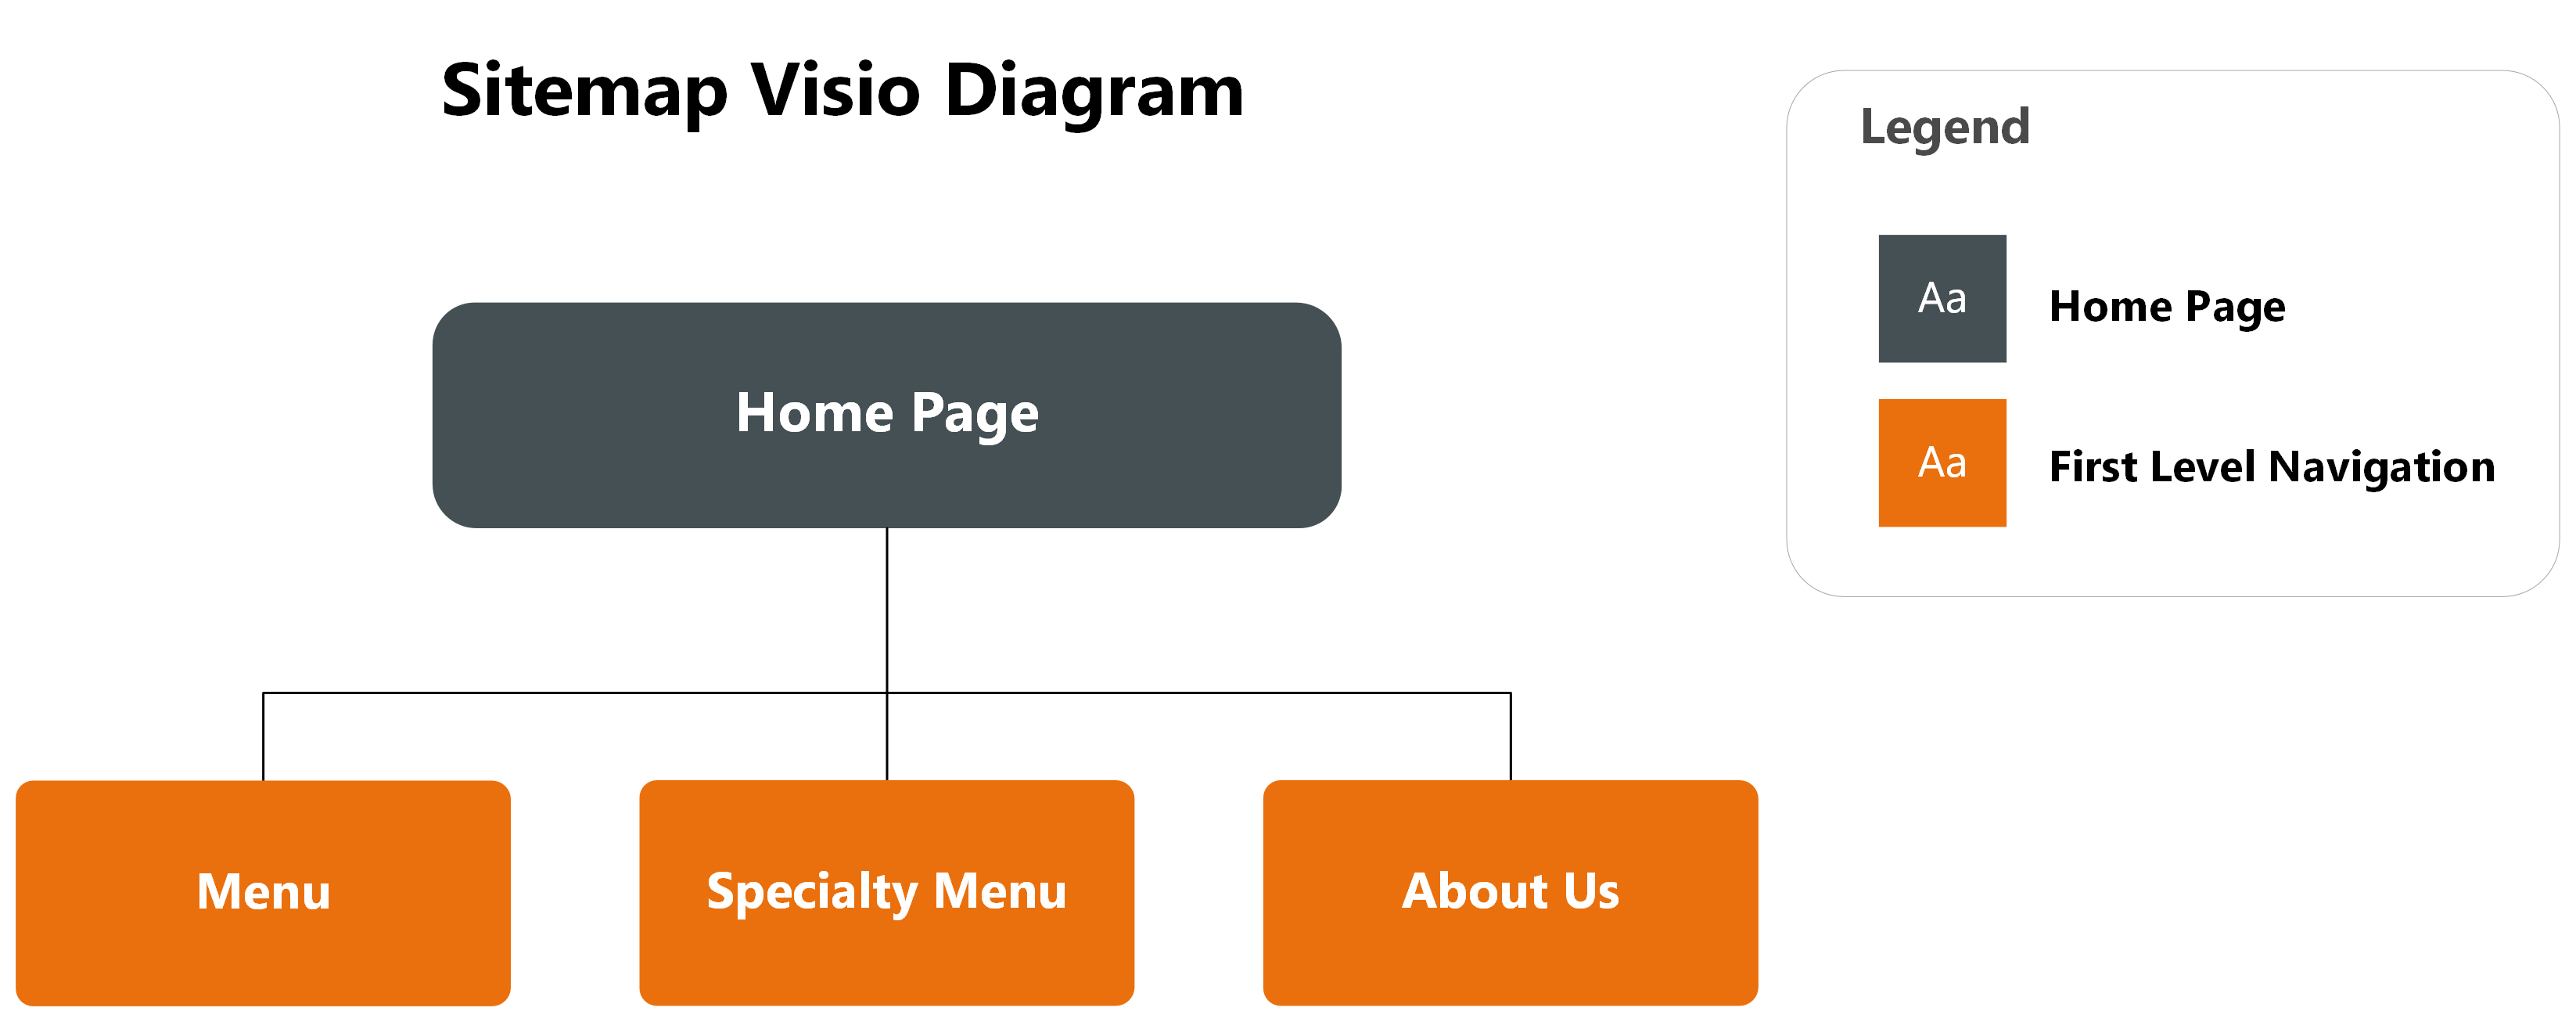 Sitemap Visio Diagram
Legend
Aa
Home Page
Aa
First Level Navigation
Home Page
Menu
Specialty Menu
About Us